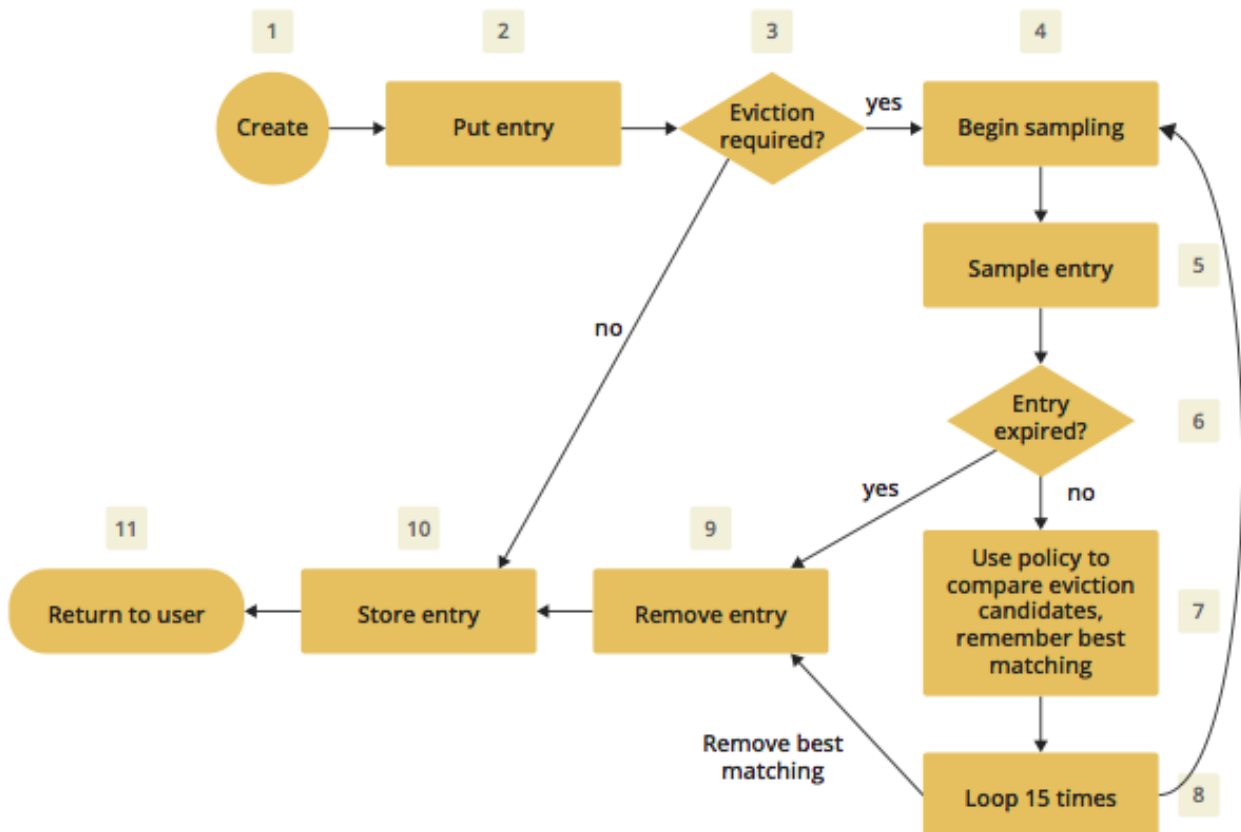 1
2
3
4
Create
Put entry
Eviction
required?
yes
Begin sampling
Sample entry
5
no
Entry
expired?
6
yes
no
11
10
9
Use policy to
compare eviction
candidates,
remember best
matching
7
Return to user
Store entry
Remove entry
Remove best
matching
Loop 15 times
8